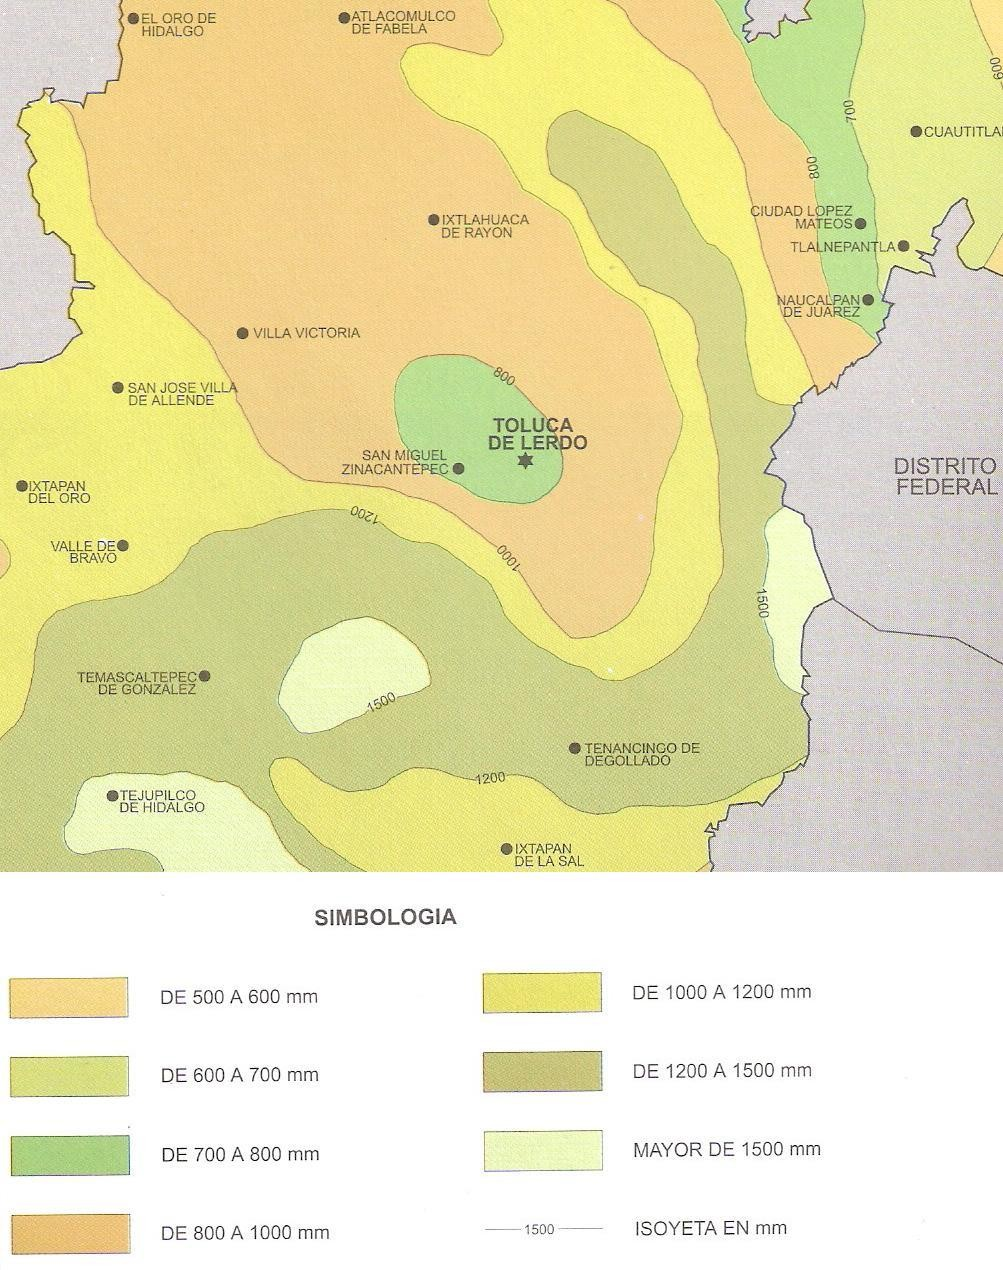 EL ORO DE
HIDALGO
ATLACOMULCO
DE FABELA
600
700
CUAUTITLA
800
CIUDAD LOPEZ
MATEOS
IXTLAHUACA
DE RAYON
TLALNEPANTLA
NAUCALPAN
DE JUAREZ
VILLA VICTORIA
800
SAN JOSE VILLA
DE ALLENDE
TOLUCA
DE LERDO
SAN MIGUEL
ZINACANTEPEC
DISTRITO
FEDERAL
IXTAPAN
DEL ORO
1200
VALLE DE
BRAVO
1000
1500
TEMASCALTEPEC
DE GONZALEZ
1500
TENANCINGO DE
DEGOLLADO
1200
TEJUPILCO
DE HIDALGO
IXTAPAN
DE LA SAL
SIMBOLOGIA
DE 500 A 600 mm
DE 600 A 700 mm
DE 700 A 800 mm
DE 800 A 1000 mm
DE 1000 A 1200 mm
DE 1200 A 1500 mm
MAYOR DE 1500 mm
1500
ISOYETA EN mm